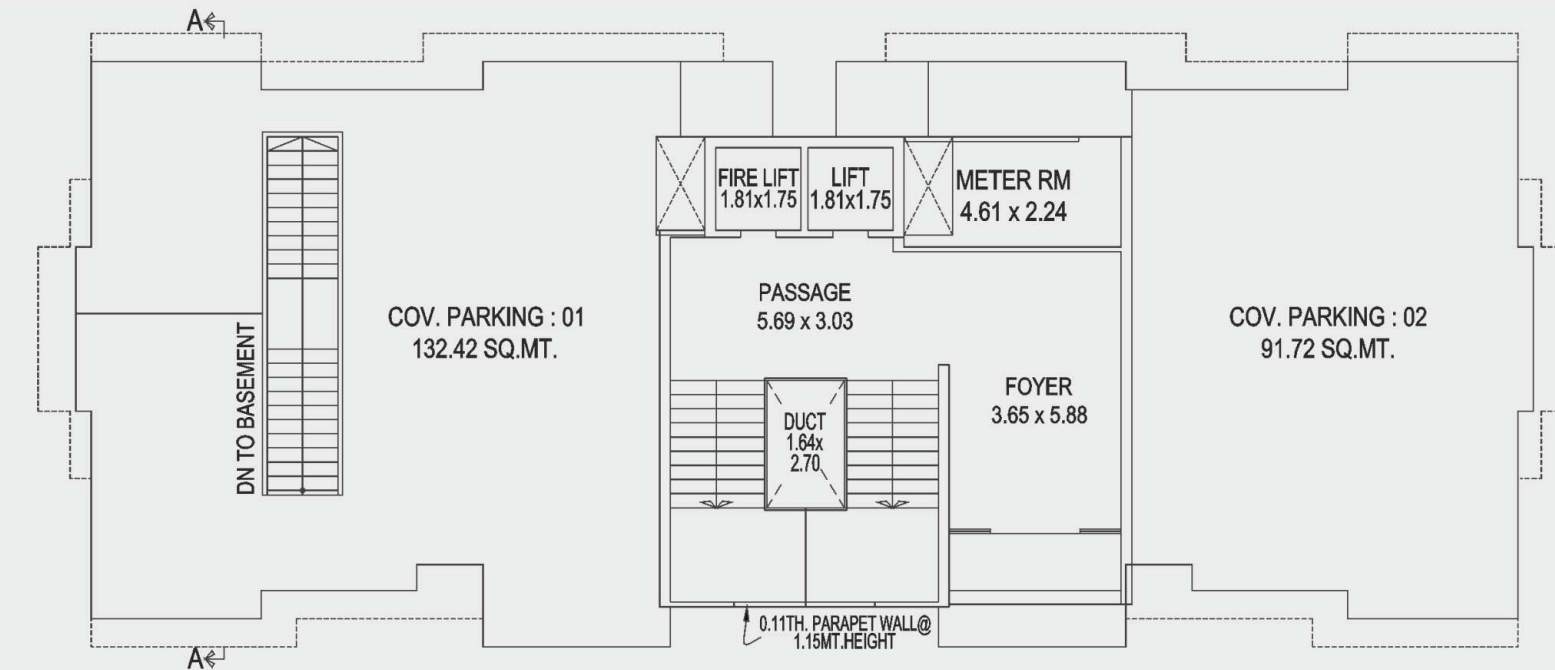 A
FIRE LIFT
1.81x1.75
LIFT
1.81x1.75
METER RM
4.61 x 2.24
COV. PARKING : 01
132.42 SQ.MT.
PASSAGE
5.69 x 3.03
COV. PARKING : 02
91.72 SQ.MT.
DN TO BASEMENT
FOYER
3.65 x 5.88
DUCT
1.64x
2.70
0.11TH. PARAPET WALL@
1.15MT.HEIGHT
A